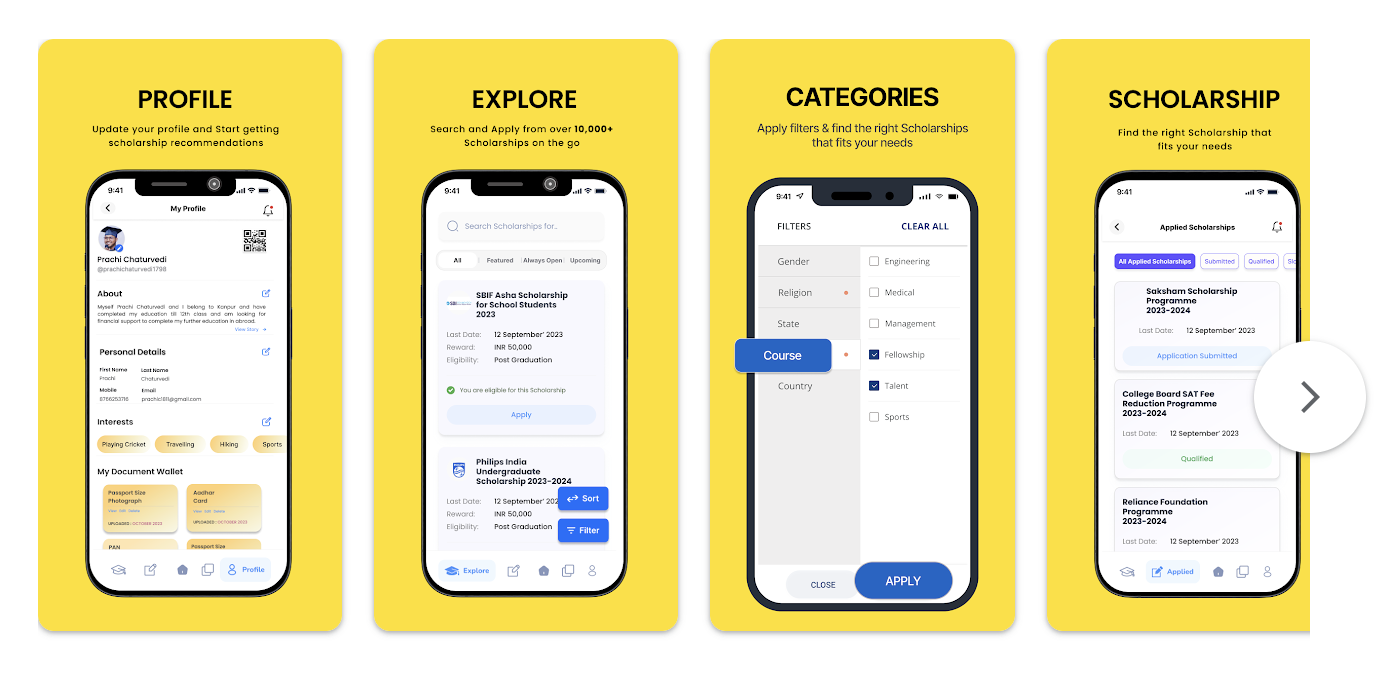 PROFILE
Update your profile and Start getting
scholarship recommendations
9:41
My Profile
Prachi Chaturvedi
@prachichaturvedi1798
About
Myself Prachi Chaturvedi and I belong to Kanpur and have
completed my education till 12th class and am looking for
financial support to complete my further education in abroad.
View Story
Personal Details
First Name Last Name
Prachi Chaturvedi
Mobile Email
8766253716 prachic1811@gmail.com
Interests
Playing Cricket Travelling Hiking Sports
My Document Wallet
Passport Size
Photograph
View Edit Delete
UPLOADED : OCTOBER 2023
Aadhar
Card
View Edit Delete
UPLOADED : OCTOBER 2023
PAN
Passport Size
Profile
EXPLORE
Search and Apply from over 10,000+
Scholarships on the go
9:41
Search Scholarships for..
All Featured Always Open Upcoming
SBIF Asha Scholarship
for School Students
2023
Last Date: 12 September' 2023
Reward: INR 50,000
Eligibility: Post Graduation
You are eligible for this Scholarship
Apply
Philips India
Undergraduate
Scholarship 2023-2024
Last Date: 12 September' 202
Reward: INR 50,000
Eligibility: Post Graduation
Sort
Filter
Explore
CATEGORIES
Apply filters & find the right Scholarships
that fits your needs
9:41
FILTERS CLEAR ALL
Gender
Religion
State
Course
Country
Engineering
Medical
Management
Fellowship
Talent
Sports
CLOSE APPLY
SCHOLARSHIP
Find the right Scholarship that
fits your needs
9:41
Applied Scholarships
All Applied Scholarships Submitted Qualified
Saksham Scholarship
Programme
2023-2024
Last Date: 12 September' 2023
Application Submitted
College Board SAT Fee
Reduction Programme
2023-2024
Last Date: 12 September' 2023
Qualified
Reliance Foundation
Programme
2023-2024
Last Date: 12 September' 2023
Applied